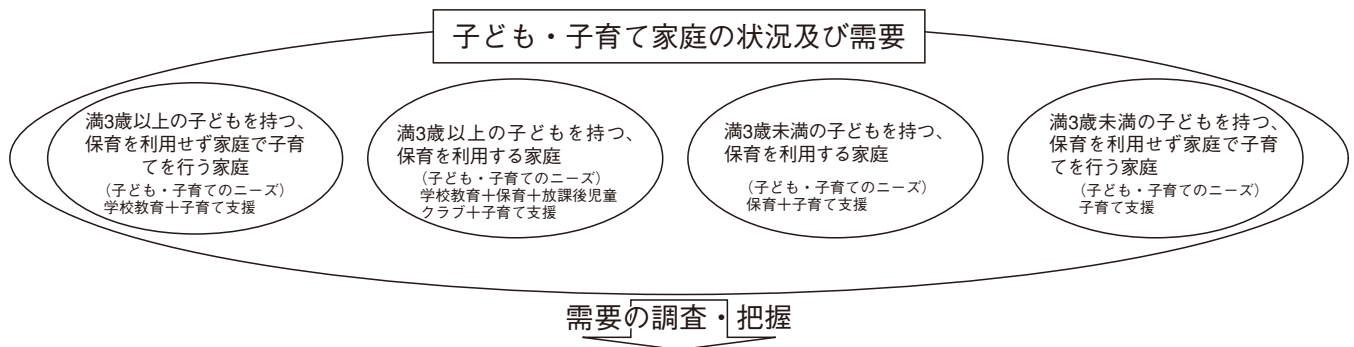 子ども・子育て家庭の状況及び需要
満3歳以上の子どもを持つ、
保育を利用せず家庭で子育
てを行う家庭
（子ども・子育てのニーズ）
学校教育＋子育て支援
満3歳以上の子どもを持つ、
保育を利用する家庭
（子ども・子育てのニーズ）
学校教育＋保育＋放課後児童
クラブ＋子育て支援
満3歳未満の子どもを持つ、
保育を利用する家庭
（子ども・子育てのニーズ）
保育＋子育て支援
満3歳未満の子どもを持つ、
保育を利用せず家庭で子育
てを行う家庭
（子ども・子育てのニーズ）
子育て支援
需要の調査・把握